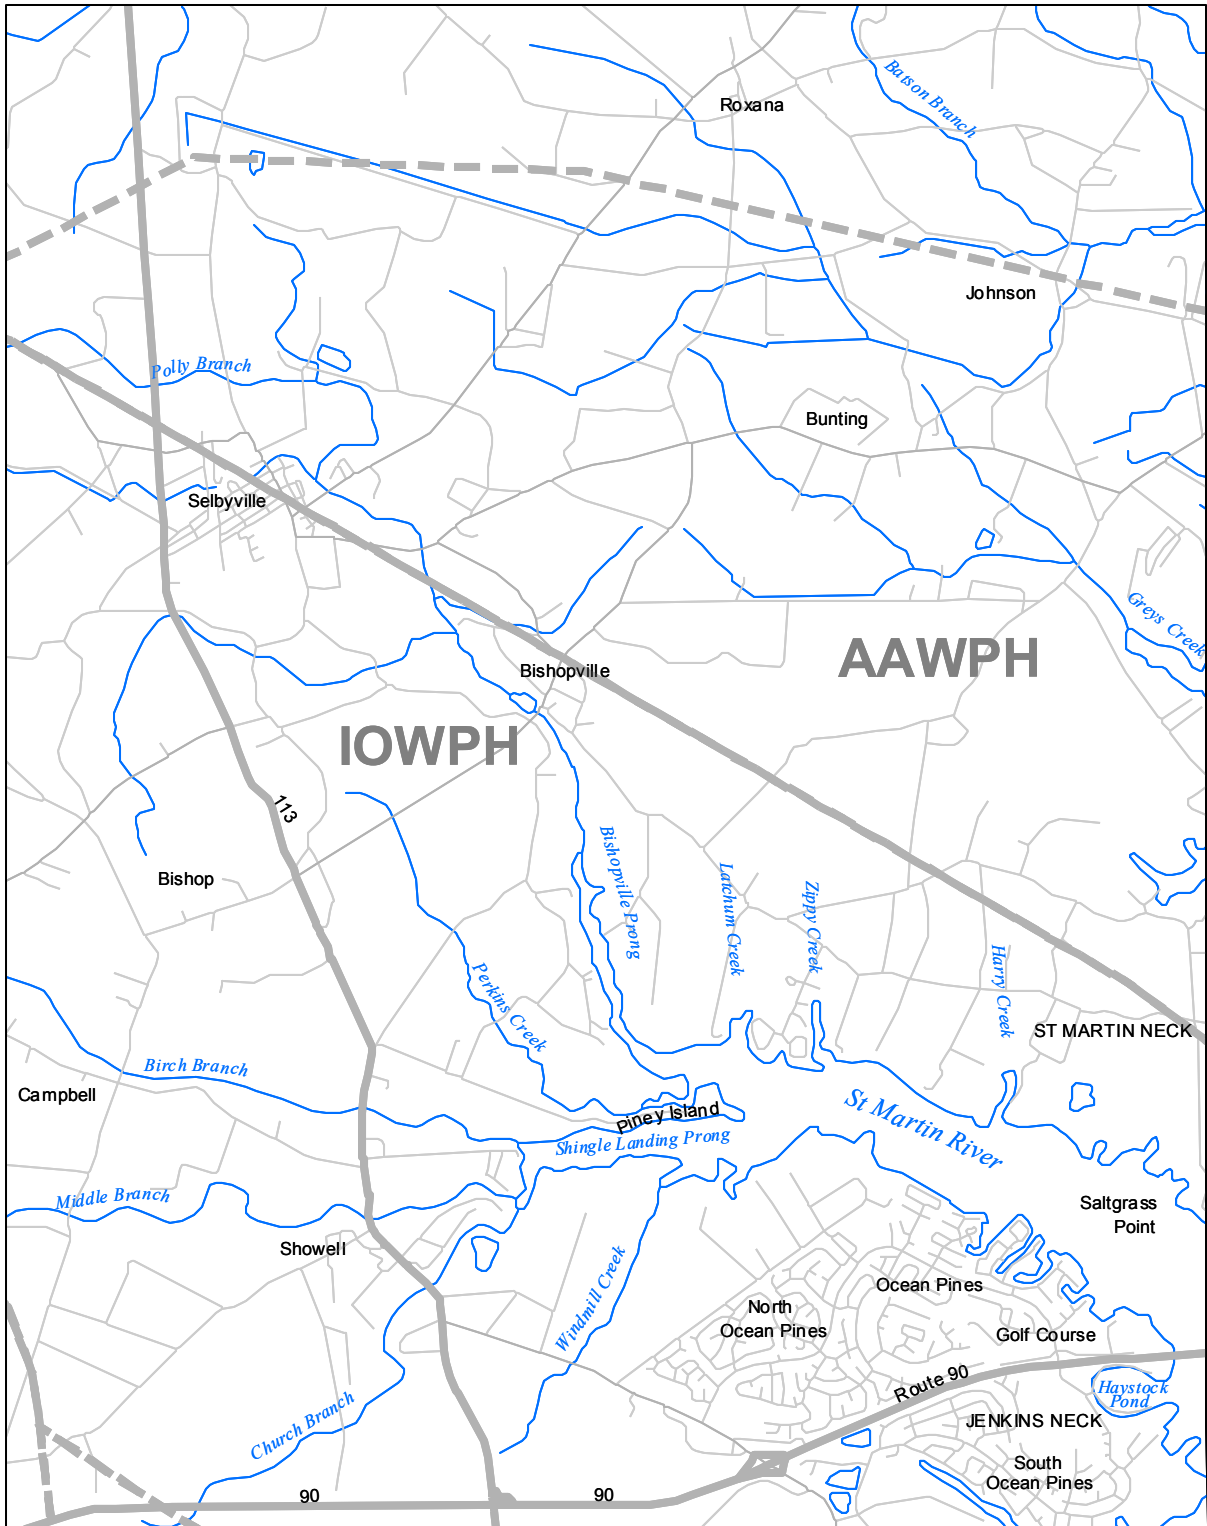 Roxana
Batson Branch
Johnson
Polly Branch
Bunting
Selbyville
Greys Creek
AAWPH
Bishopville
IOWPH
113
Bishopville Prong
Latchum Creek
Zippy Creek
Bishop
Harry Creek
Perkins Creek
ST MARTIN NECK
Birch Branch
Campbell
St Martin River
Piney Island
Shingle Landing Prong
Middle Branch
Saltgrass
Point
Showell
Ocean Pines
Windmill Creek
North
Ocean Pines
Golf Course
Route 90
Haystock
Pond
Church Branch
JENKINS NECK
South
Ocean Pines
90
90